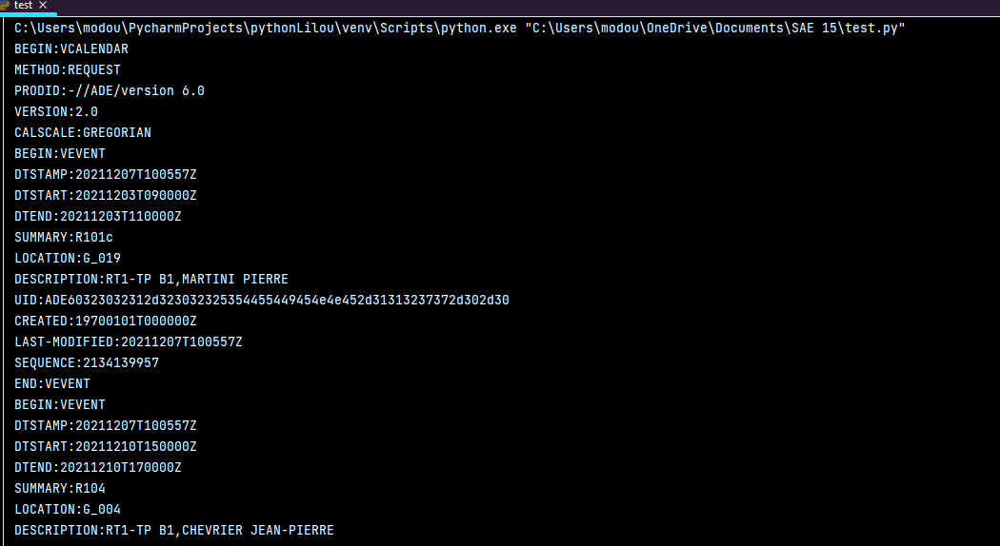 test
C:\Users\modou\PycharmProjects\pythonLilou\venv\Scripts\python.exe "C:\Users\modou\OneDrive\Documents\SAE 15\test.py"
BEGIN:VCALENDAR
METHOD:REQUEST
PRODID:-//ADE/version 6.0
VERSION:2.0
CALSCALE:GREGORIAN
BEGIN:VEVENT
DTSTAMP:20211207T100557Z
DTSTART:20211203T090000Z
DTEND:20211203T110000Z
SUMMARY:R101c
LOCATION:G_019
DESCRIPTION:RT1-TP B1,MARTINI PIERRE
UID:ADE60323032312d323032325354455449454e4e452d31313237372d302d30
CREATED:19700101T000000Z
LAST-MODIFIED:20211207T100557Z
SEQUENCE:2134139957
END:VEVENT
BEGIN:VEVENT
DTSTAMP:20211207T100557Z
DTSTART:20211210T150000Z
DTEND:20211210T170000Z
SUMMARY:R104
LOCATION:G_004
DESCRIPTION:RT1-TP B1,CHEVRIER JEAN-PIERRE